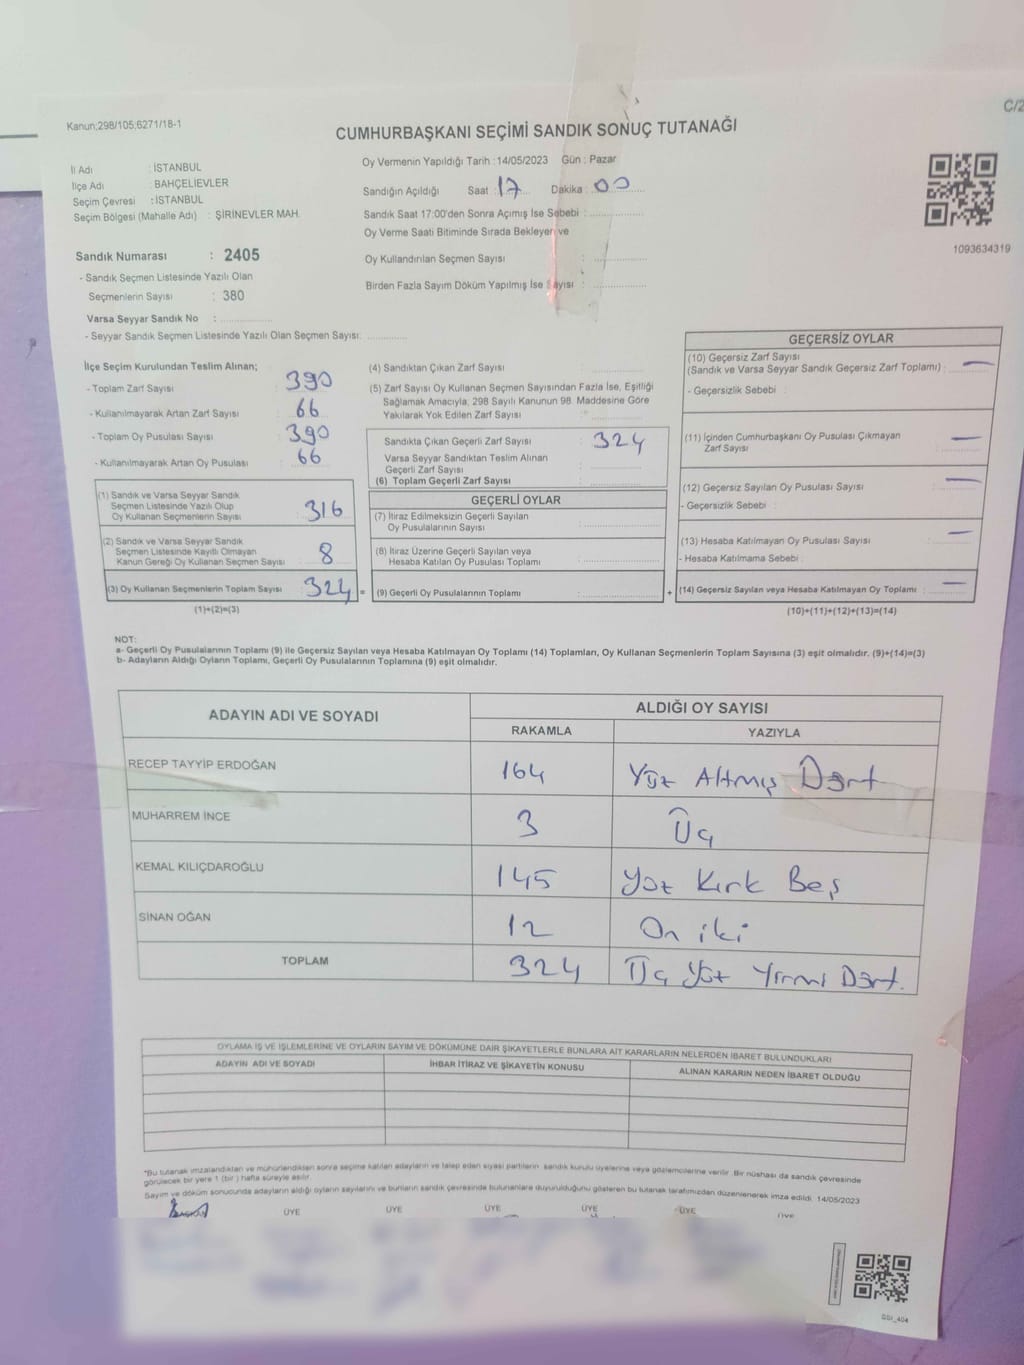 Kanun;298/105;6271/18-1
C/2
CUMHURBAŞKANI SEÇİMİ SANDIK SONUÇ TUTANAĞI
İl Adı : İSTANBUL
İlçe Adı : BAHÇELİEVLER
Seçim Çevresi : İSTANBUL
Seçim Bölgesi (Mahalle Adı) : ŞİRİNEVLER MAH.
Oy Vermenin Yapıldığı Tarih : 14/05/2023 Gün : Pazar
Sandığın Açıldığı Saat : 17 Dakika : 00
Sandık Saat 17:00'den Sonra Açımış İse Sebebi :
Oy Verme Saati Bitiminde Sırada Bekleyen ve
Oy Kullandırılan Seçmen Sayısı :
Birden Fazla Sayım Döküm Yapılmış İse Sayısı :
1093634319
Sandık Numarası : 2405
- Sandık Seçmen Listesinde Yazılı Olan
Seçmenlerin Sayısı : 380
Varsa Seyyar Sandık No :
- Seyyar Sandık Seçmen Listesinde Yazılı Olan Seçmen Sayısı:
İlçe Seçim Kurulundan Teslim Alınan;
- Toplam Zarf Sayısı : 390
- Kullanılmayarak Artan Zarf Sayısı : 66
- Toplam Oy Pusulası Sayısı : 390
- Kullanılmayarak Artan Oy Pusulası : 66
(1) Sandık ve Varsa Seyyar Sandık
Seçmen Listesinde Yazılı Olup
Oy Kullanan Seçmenlerin Sayısı : 316
(2) Sandık ve Varsa Seyyar Sandık
Seçmen Listesinde Kayıtlı Olmayan
Kanun Gereği Oy Kullanan Seçmen Sayısı : 8
(3) Oy Kullanan Seçmenlerin Toplam Sayısı : 324 =
(1)+(2)=(3)
(4) Sandıktan Çıkan Zarf Sayısı :
(5) Zarf Sayısı Oy Kullanan Seçmen Sayısından Fazla İse, Eşitliği
Sağlamak Amacıyla, 298 Sayılı Kanunun 98. Maddesine Göre
Yakılarak Yok Edilen Zarf Sayısı :
Sandıkta Çıkan Geçerli Zarf Sayısı : 324
Varsa Seyyar Sandıktan Teslim Alınan
Geçerli Zarf Sayısı :
(6) Toplam Geçerli Zarf Sayısı :
GEÇERLİ OYLAR
(7) İtiraz Edilmeksizin Geçerli Sayılan
Oy Pusulalarının Sayısı :
(8) İtiraz Üzerine Geçerli Sayılan veya
Hesaba Katılan Oy Pusulası Toplamı :
(9) Geçerli Oy Pusulalarının Toplamı : +
GEÇERSİZ OYLAR
(10) Geçersiz Zarf Sayısı
(Sandık ve Varsa Seyyar Sandık Geçersiz Zarf Toplamı) : —
- Geçersizlik Sebebi :
(11) İçinden Cumhurbaşkanı Oy Pusulası Çıkmayan
Zarf Sayısı : —
(12) Geçersiz Sayılan Oy Pusulası Sayısı : —
- Geçersizlik Sebebi :
(13) Hesaba Katılmayan Oy Pusulası Sayısı : —
- Hesaba Katılmama Sebebi :
(14) Geçersiz Sayılan veya Hesaba Katılmayan Oy Toplamı : —
(10)+(11)+(12)+(13)=(14)
NOT:
a- Geçerli Oy Pusulalarının Toplamı (9) ile Geçersiz Sayılan veya Hesaba Katılmayan Oy Toplamı (14) Toplamları, Oy Kullanan Seçmenlerin Toplam Sayısına (3) eşit olmalıdır. (9)+(14)=(3)
b- Adayların Aldığı Oyların Toplamı, Geçerli Oy Pusulalarının Toplamına (9) eşit olmalıdır.
ADAYIN ADI VE SOYADI
ALDIĞI OY SAYISI
RAKAMLA YAZIYLA
RECEP TAYYİP ERDOĞAN 164 Yüz Altmış Dört
MUHARREM İNCE 3 Üç
KEMAL KILIÇDAROĞLU 145 Yüz Kırk Beş
SİNAN OĞAN 12 On iki
TOPLAM 324 Üç Yüz Yirmi Dört.
OYLAMA İŞ VE İŞLEMLERİNE VE OYLARIN SAYIM VE DÖKÜMÜNE DAİR ŞİKAYETLERLE BUNLARA AİT KARARLARIN NELERDEN İBARET BULUNDUKLARI
ADAYIN ADI VE SOYADI İHBAR İTİRAZ VE ŞİKAYETİN KONUSU ALINAN KARARIN NEDEN İBARET OLDUĞU
*Bu tutanak imzalandıktan ve mühürlendikten sonra seçime katılan adayların ve talep eden siyasi partilerin sandık kurulu üyelerine veya gözlemcilerine verilir. Bir nüshası da sandık çevresinde
görülecek bir yere 1 (bir) hafta süreyle asılır.
Sayım ve döküm sonucunda adayların aldığı oyların sayılarını ve bunların sandık çevresinde bulunanlara duyurulduğunu gösteren bu tutanak tarafımızdan düzenlenerek imza edildi. 14/05/2023
BAŞKAN ÜYE ÜYE ÜYE ÜYE ÜYE ÜYE